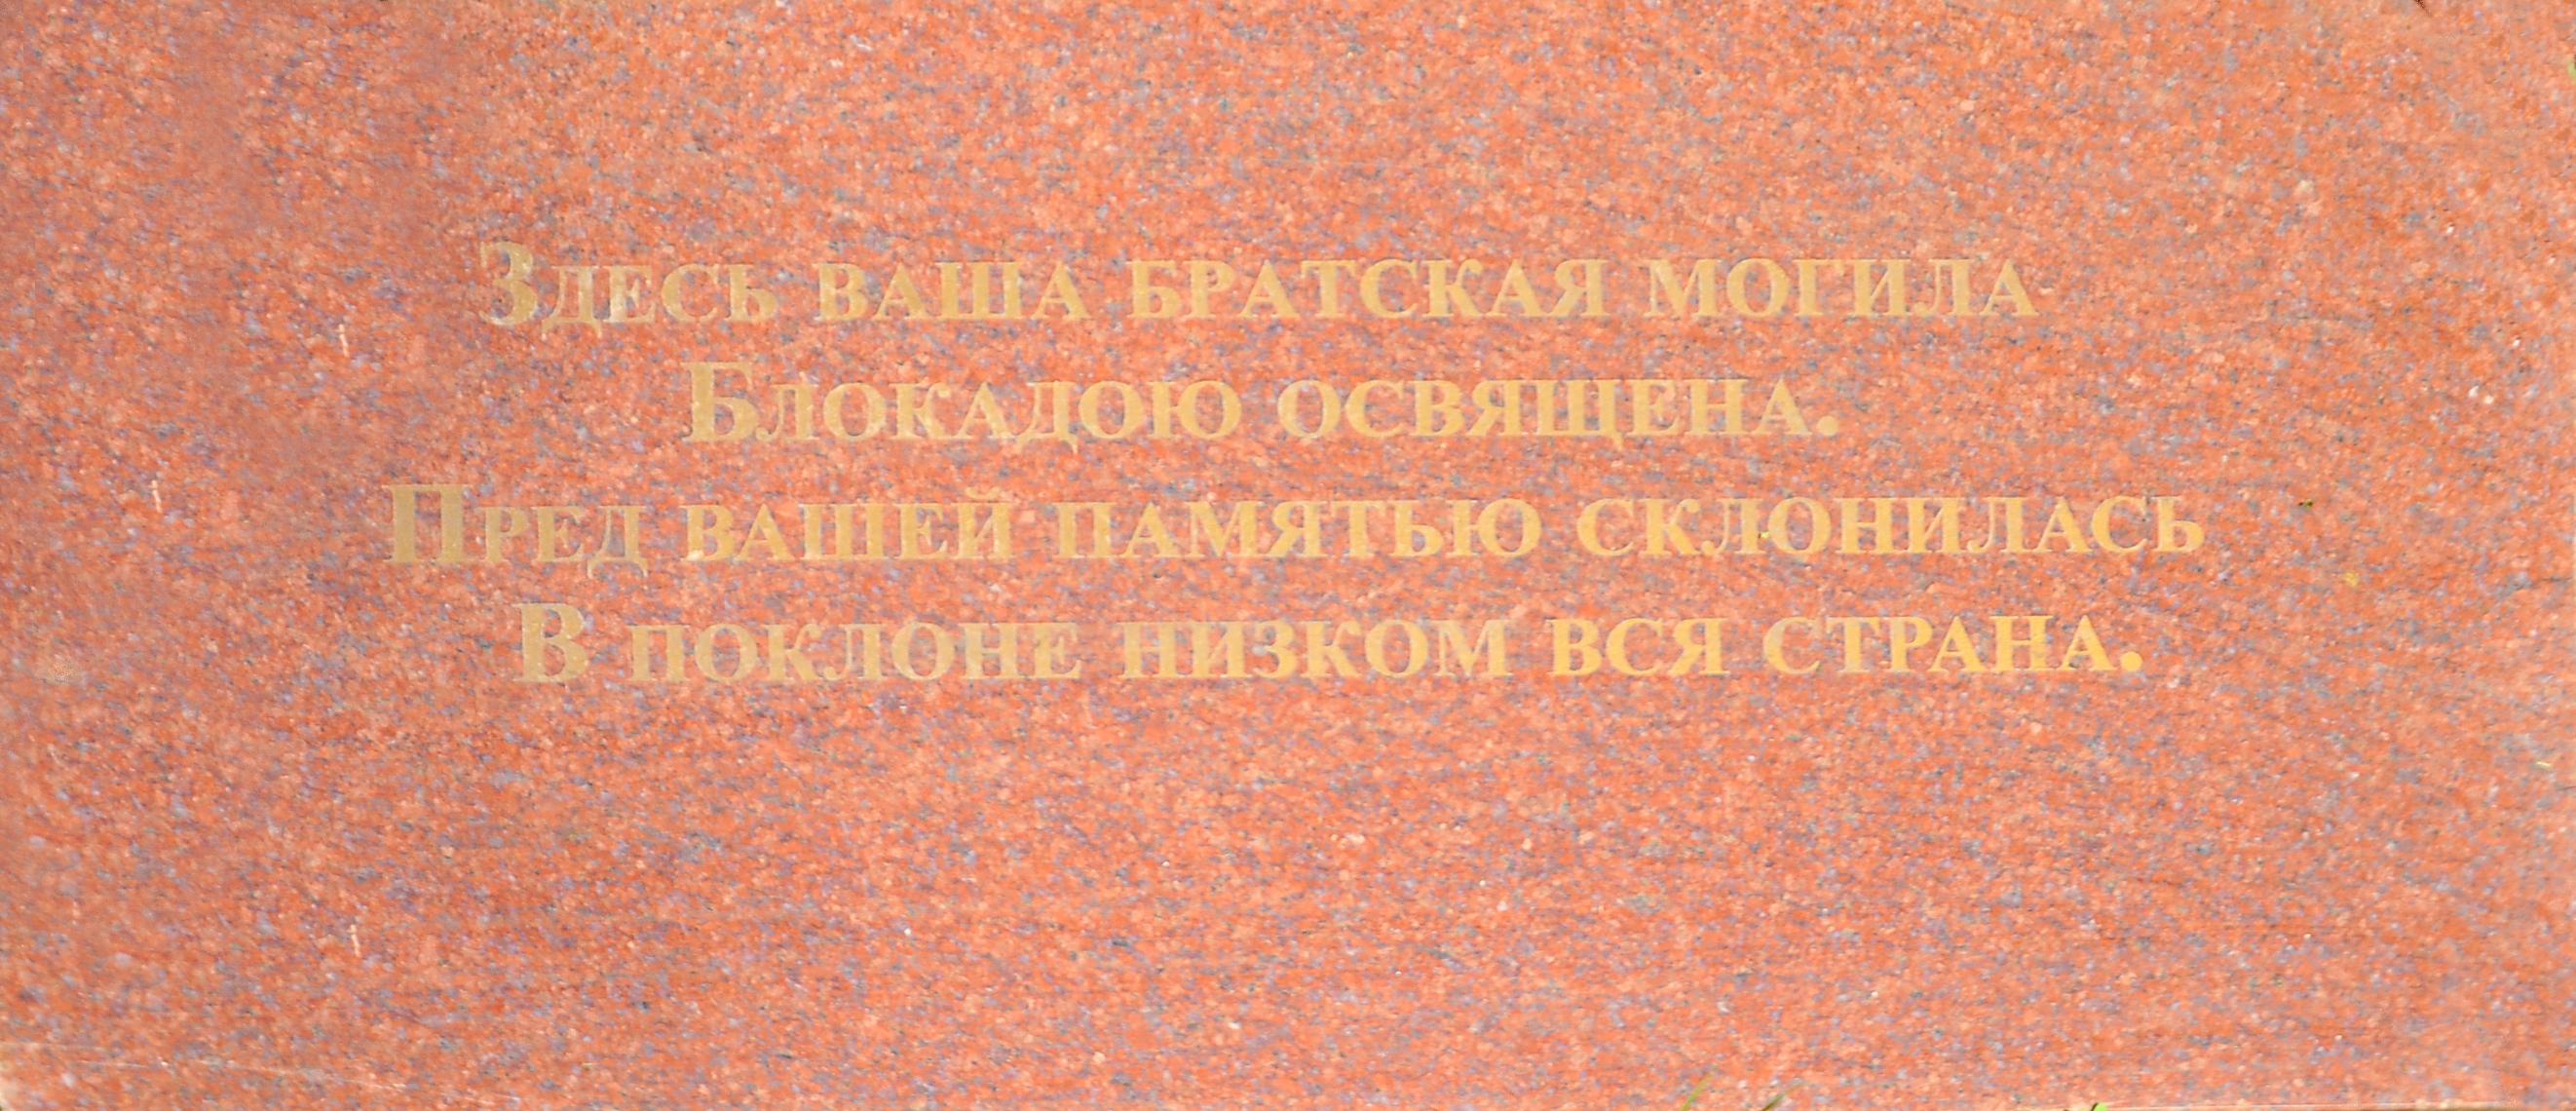 Здесь ваша братская могила
Блокадою освящена.
Пред вашей памятью склонилась
В поклоне низком вся страна.